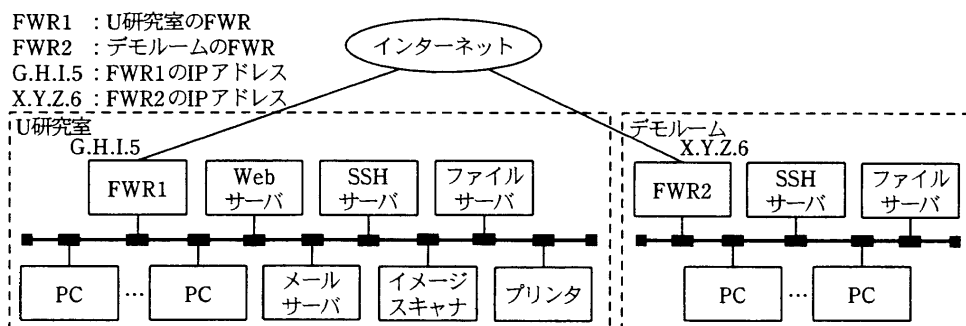 FWR1 :U研究室のFWR
FWR2 :デモルームのFWR
G.H.I.5:FWR1のIPアドレス
X.Y.Z.6:FWR2のIPアドレス
インターネット
U研究室
G.H.I.5
FWR1
Web
サーバ
SSH
サーバ
ファイル
サーバ
PC
…
PC
メール
サーバ
イメージ
スキャナ
プリンタ
デモルーム
X.Y.Z.6
FWR2
SSH
サーバ
ファイル
サーバ
PC
…
PC